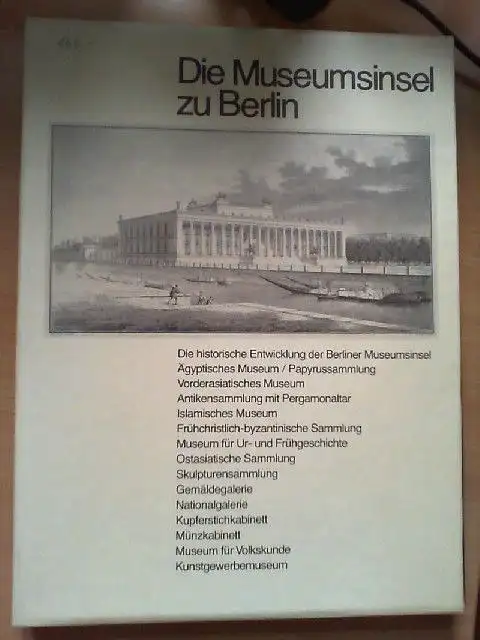 Die Museumsinsel
zu Berlin
Die historische Entwicklung der Berliner Museumsinsel
Ägyptisches Museum / Papyrussammlung
Vorderasiatisches Museum
Antikensammlung mit Pergamonaltar
Islamisches Museum
Frühchristlich-byzantinische Sammlung
Museum für Ur- und Frühgeschichte
Ostasiatische Sammlung
Skulpturensammlung
Gemäldegalerie
Nationalgalerie
Kupferstichkabinett
Münzkabinett
Museum für Volkskunde
Kunstgewerbemuseum